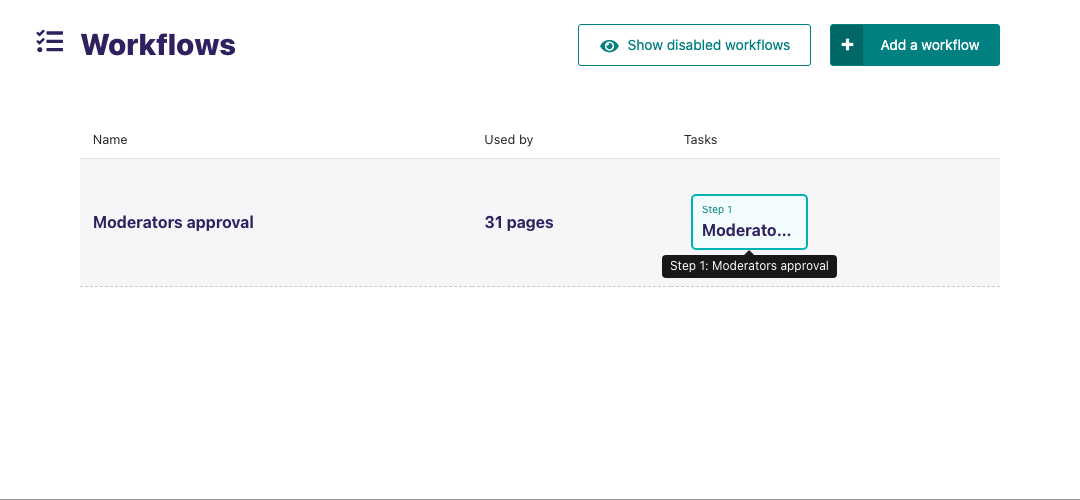 Workflows
Show disabled workflows
Add a workflow
Name Used by Tasks
Step 1
Moderators approval 31 pages Moderato...
Step 1: Moderators approval